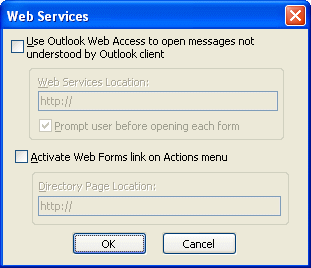 Web Services
Use Outlook Web Access to open messages not
understood by Outlook client
Web Services Location:
http://
Prompt user before opening each form
Activate Web Forms link on Actions menu
Directory Page Location:
http://
OK
Cancel